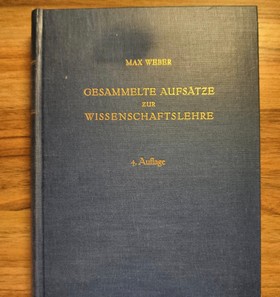 MAX WEBER
GESAMMELTE AUFSÄTZE
ZUR
WISSENSCHAFTSLEHRE
4. Auflage